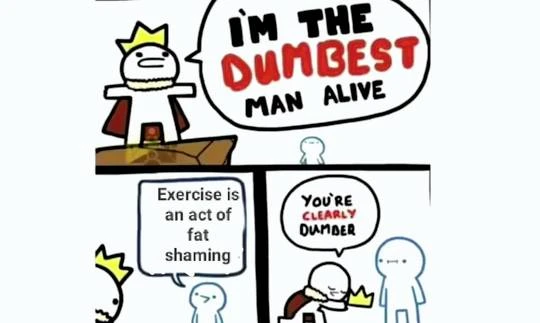 I'M THE
DUMBEST
MAN ALIVE
Exercise is
an act of
fat
shaming
YOU'RE
CLEARLY
DUMBER